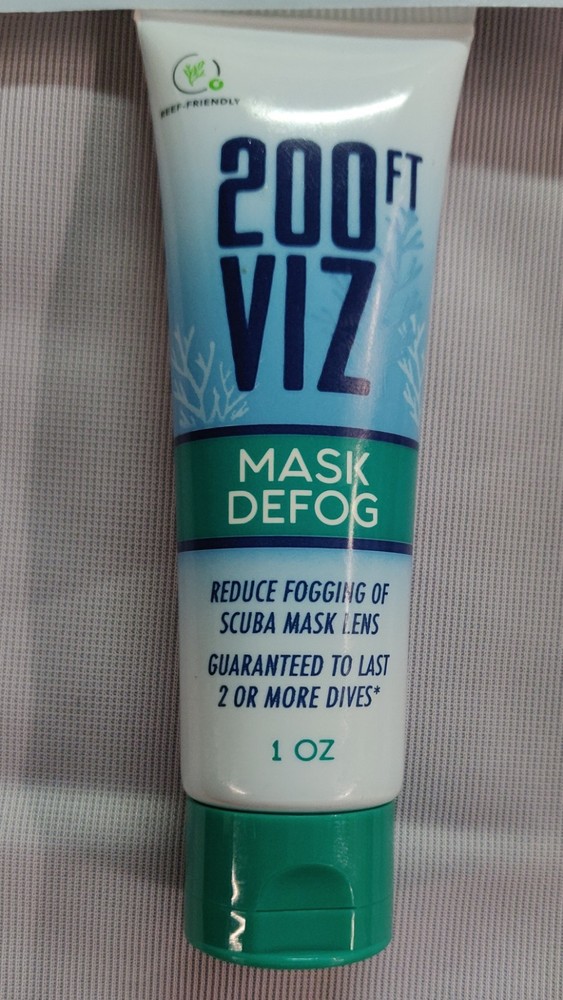 REEF-FRIENDLY
200FT
VIZ
MASK
DEFOG
REDUCE FOGGING OF
SCUBA MASK LENS
GUARANTEED TO LAST
2 OR MORE DIVES*
1 OZ